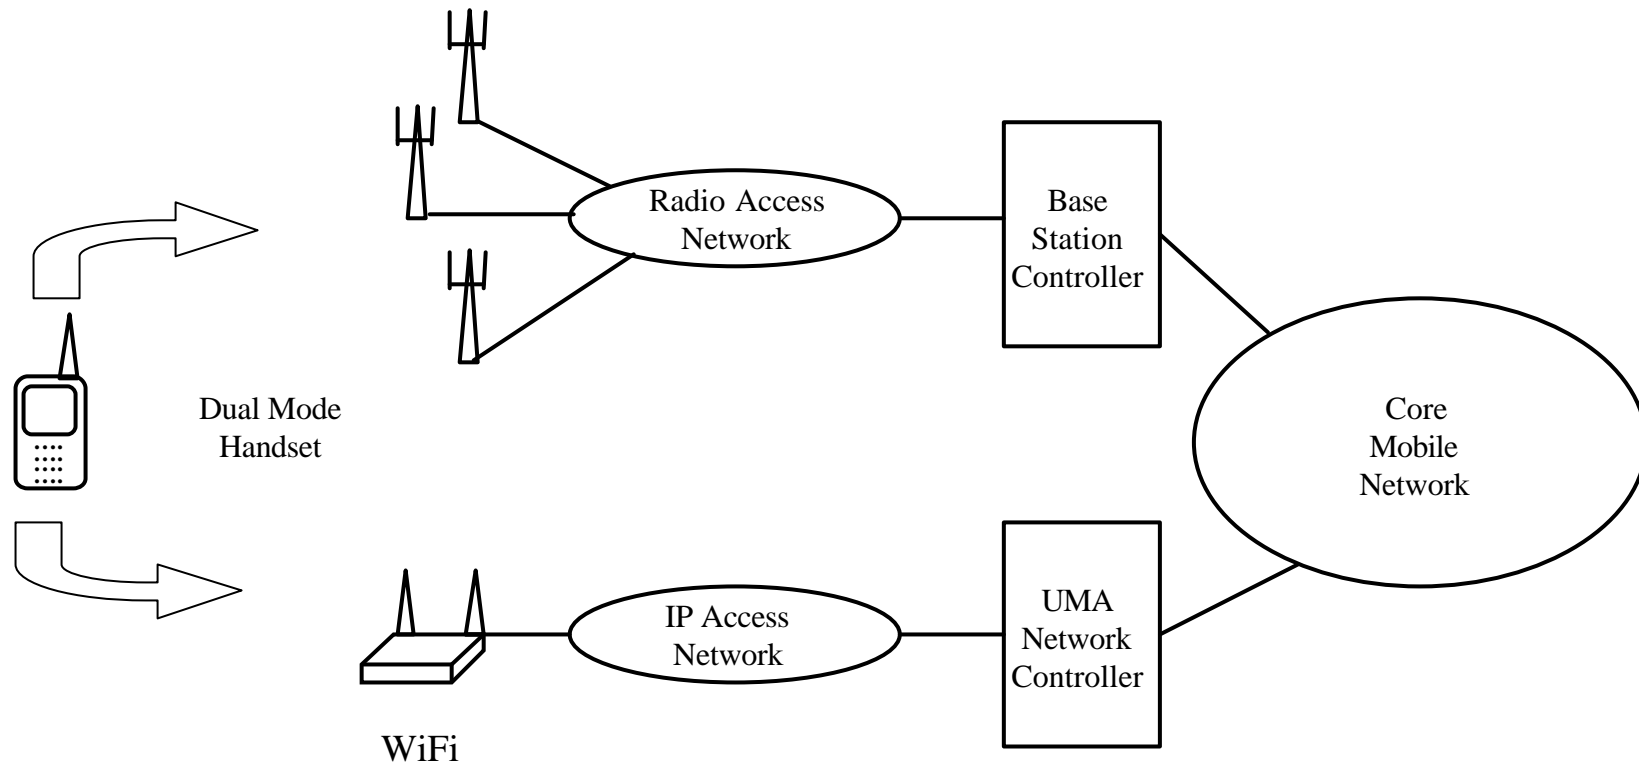 Radio Access
Network
Base
Station
Controller
Dual Mode
Handset
Core
Mobile
Network
IP Access
Network
UMA
Network
Controller
WiFi